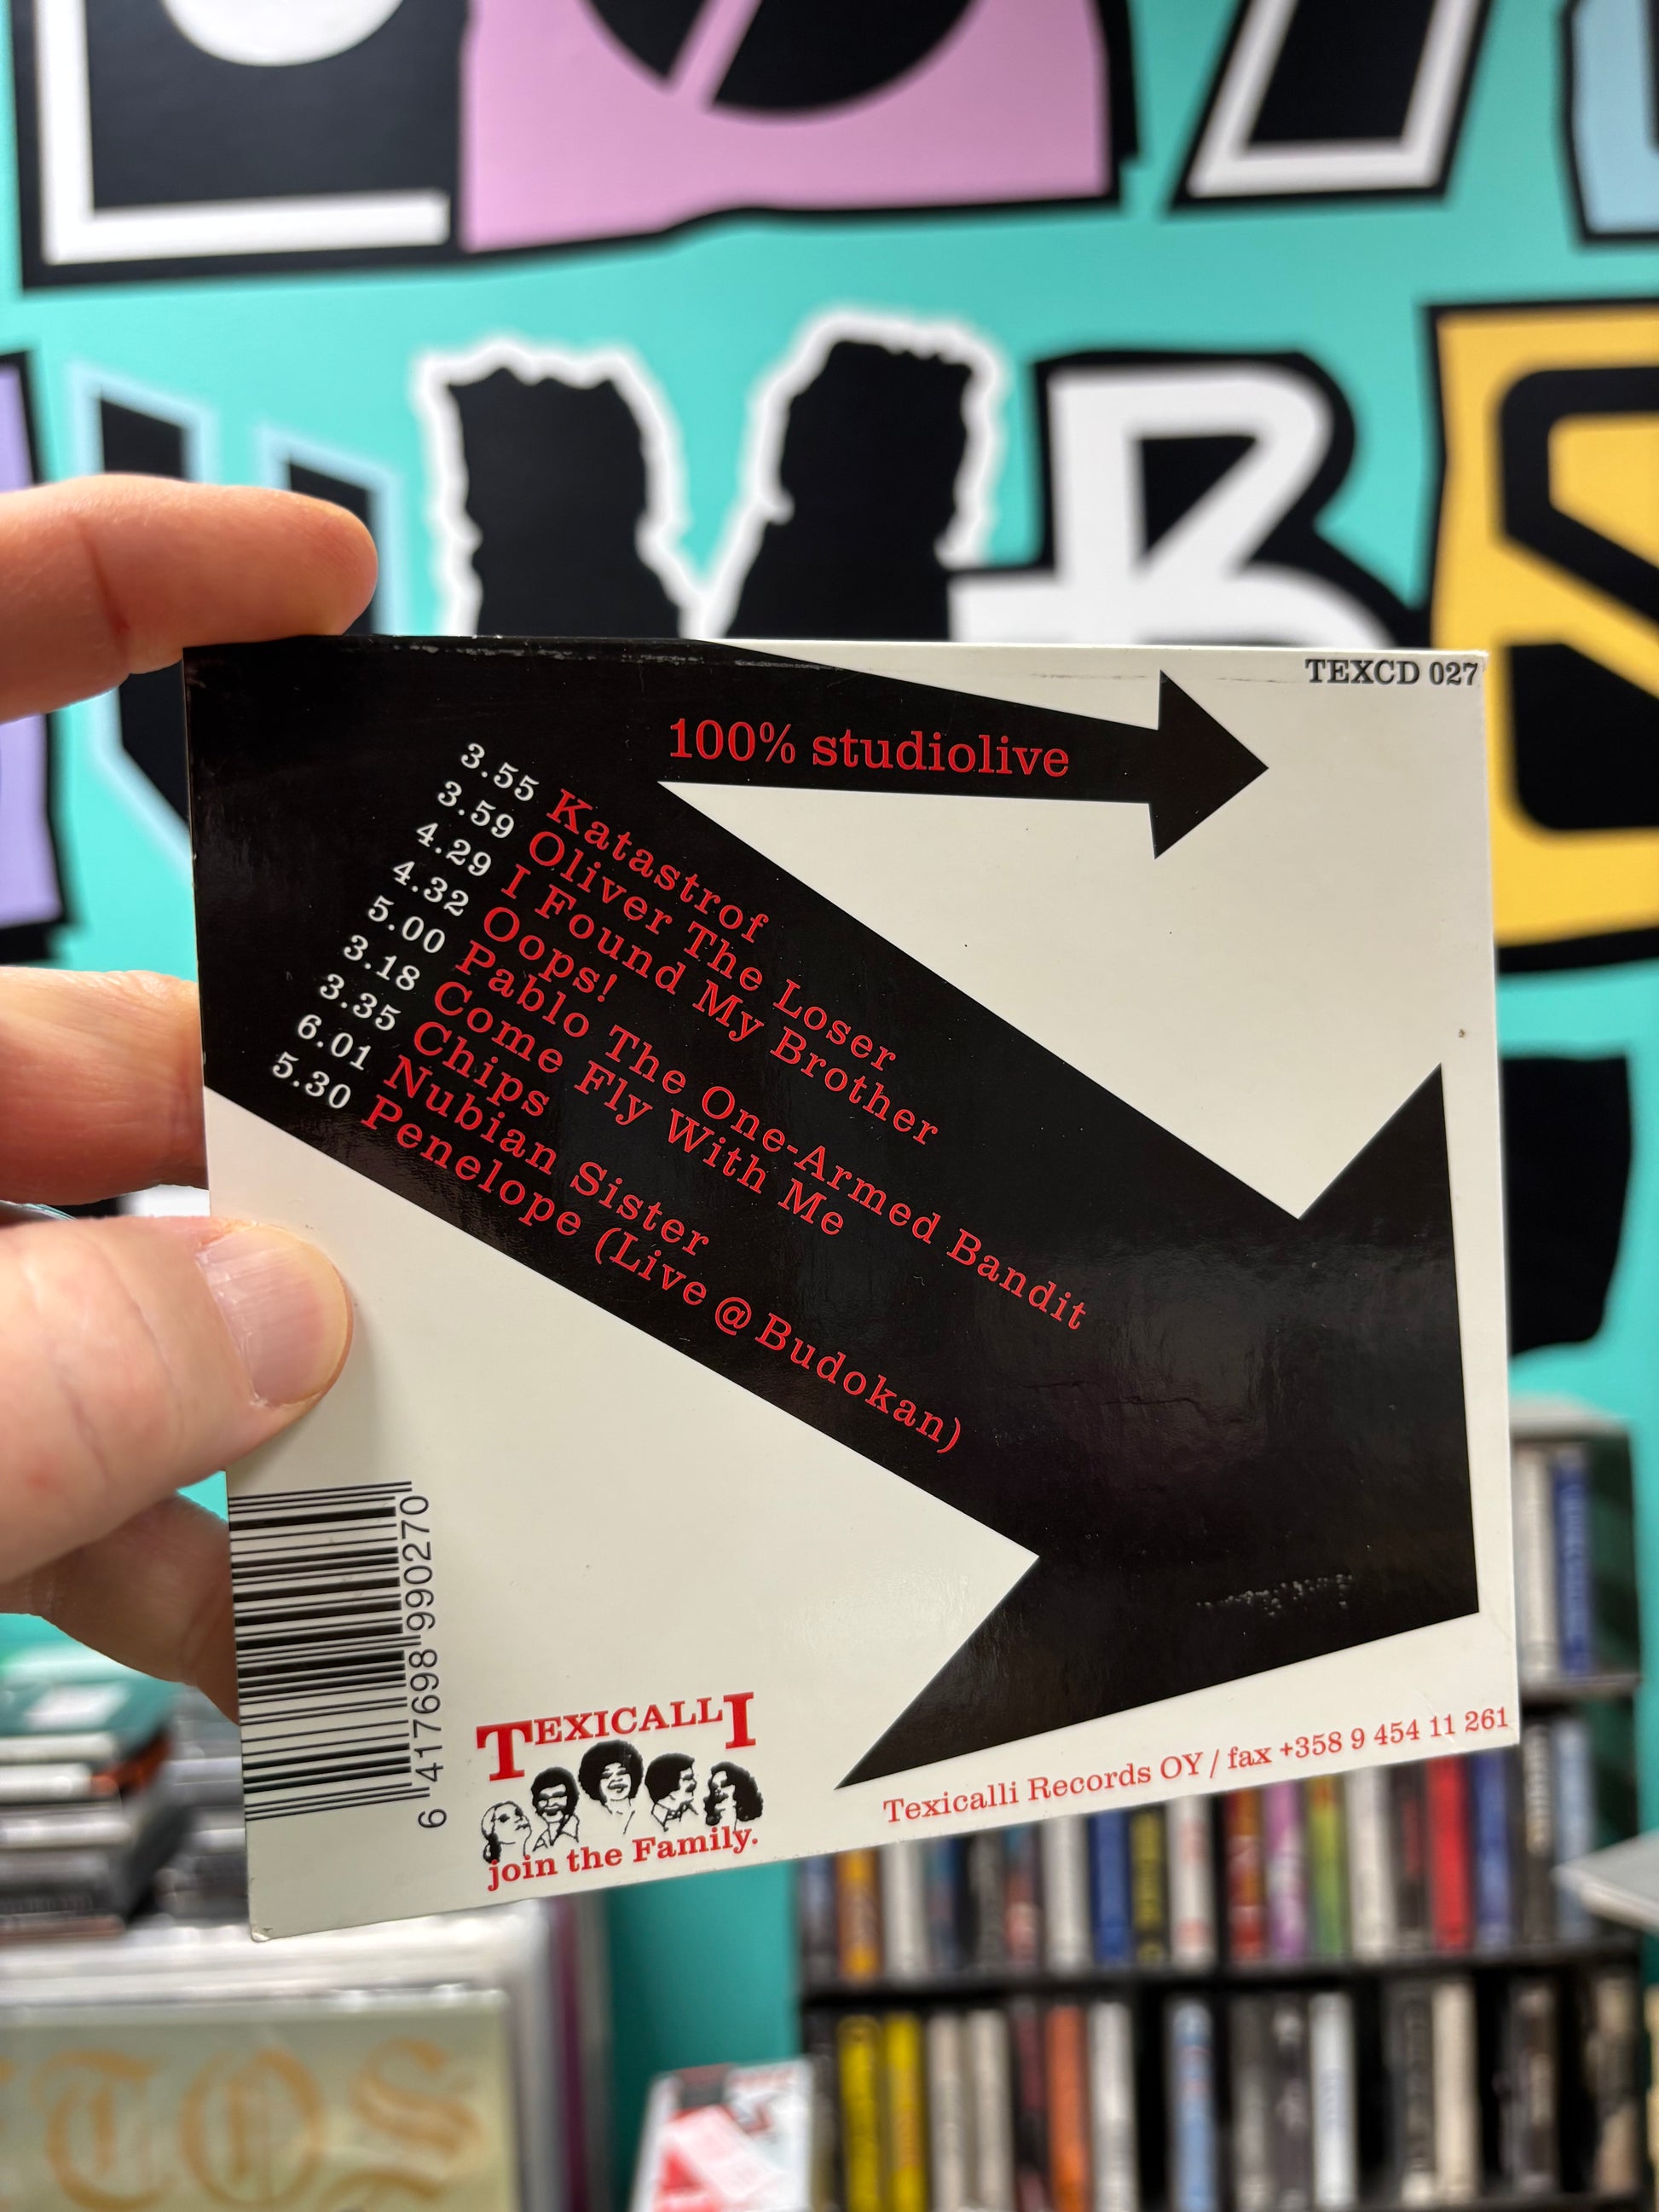 TEXCD 027
100% studiolive
3.55 Katastrof
3.59 Oliver The Loser
4.29 I Found My Brother
4.32 Oops!
5.00 Pablo The One-Armed Bandit
3.18 Come Fly With Me
3.35 Chips
6.01 Nubian Sister
5.30 Penelope (Live @ Budokan)
6 417698 990270
TEXICALLI
join the Family.
Texicalli Records OY / fax +358 9 454 11 261